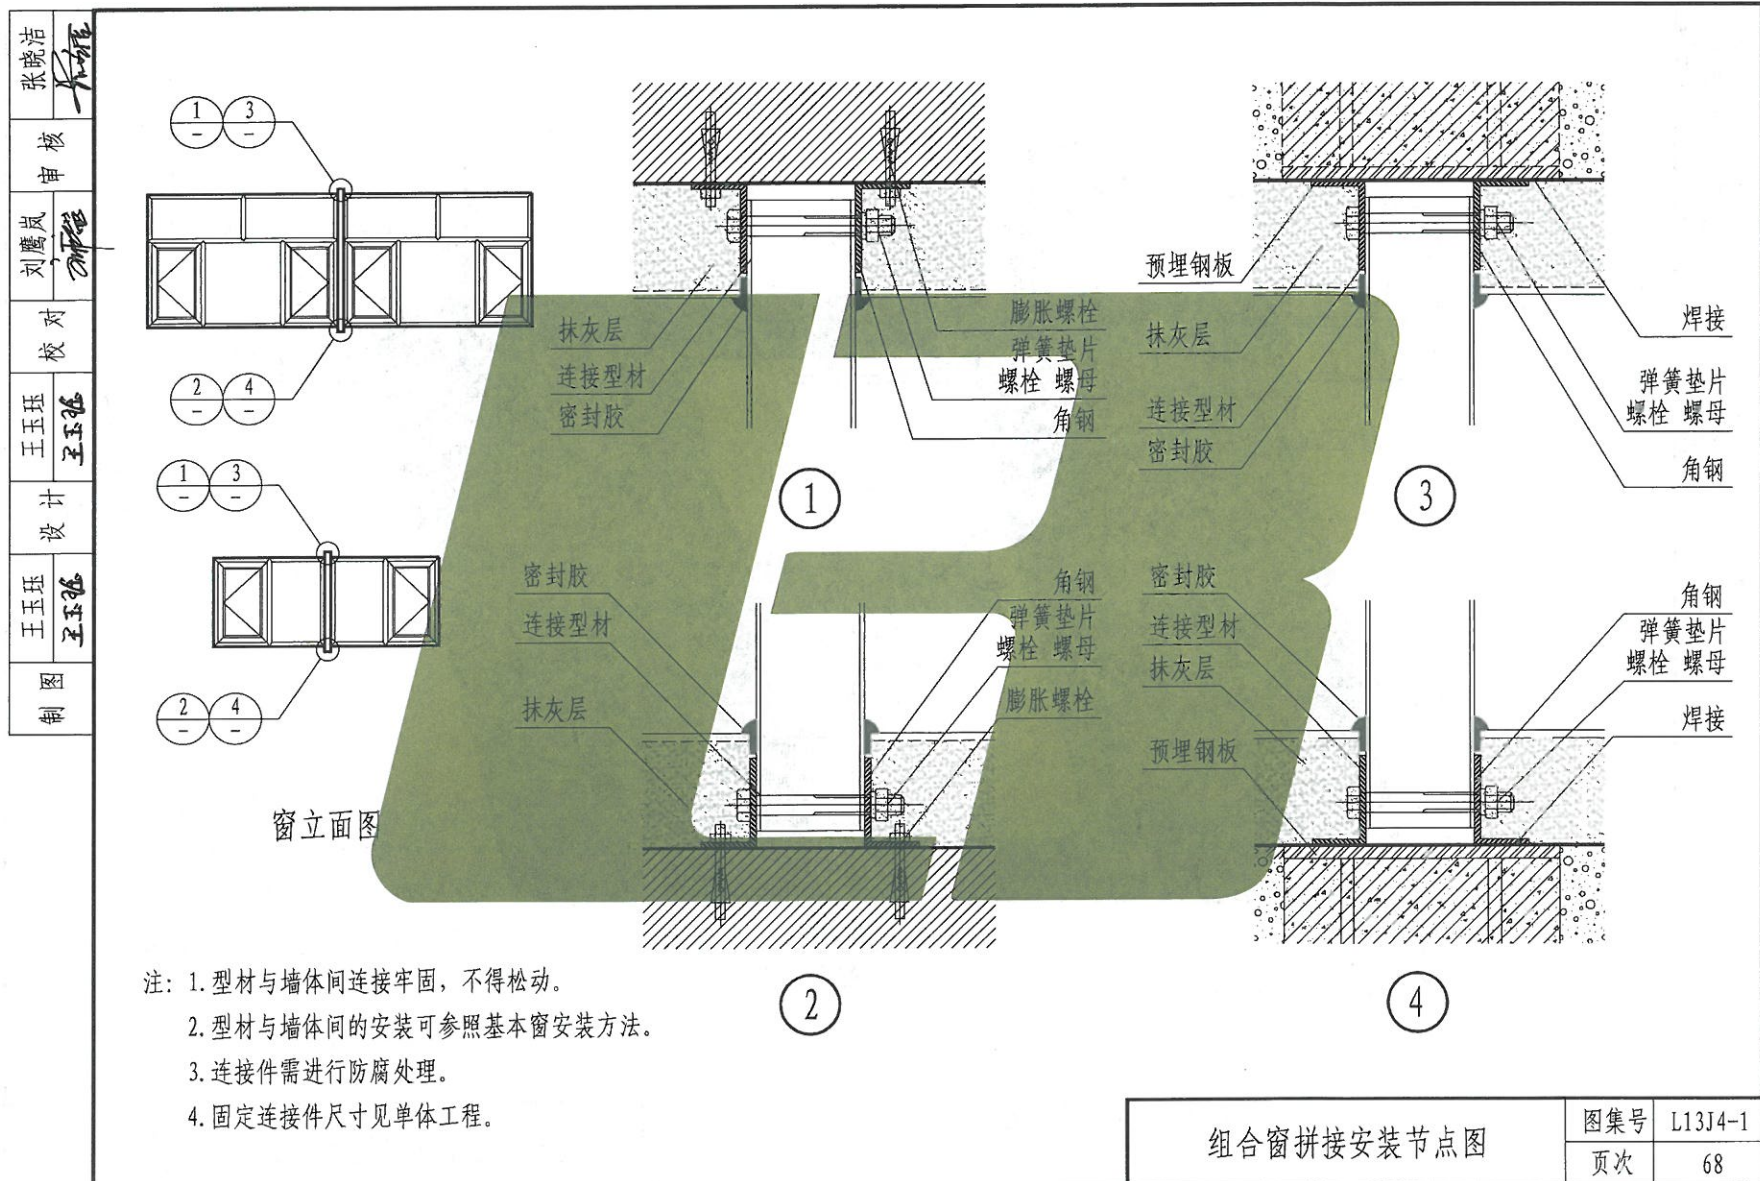 张晓洁
审核
刘鹰岚
校对
王玉珏
设计
王玉珏
制图
1 3
- -
2 4
- -
1 3
- -
2 4
- -
窗立面图
抹灰层
连接型材
密封胶
膨胀螺栓
弹簧垫片
螺栓 螺母
角钢
1
预埋钢板
抹灰层
连接型材
密封胶
焊接
弹簧垫片
螺栓 螺母
角钢
3
密封胶
连接型材
抹灰层
角钢
弹簧垫片
螺栓 螺母
膨胀螺栓
2
密封胶
连接型材
抹灰层
预埋钢板
角钢
弹簧垫片
螺栓 螺母
焊接
4
注: 1.型材与墙体间连接牢固，不得松动。
2.型材与墙体间的安装可参照基本窗安装方法。
3.连接件需进行防腐处理。
4.固定连接件尺寸见单体工程。
组合窗拼接安装节点图
图集号 L13J4-1
页次 68